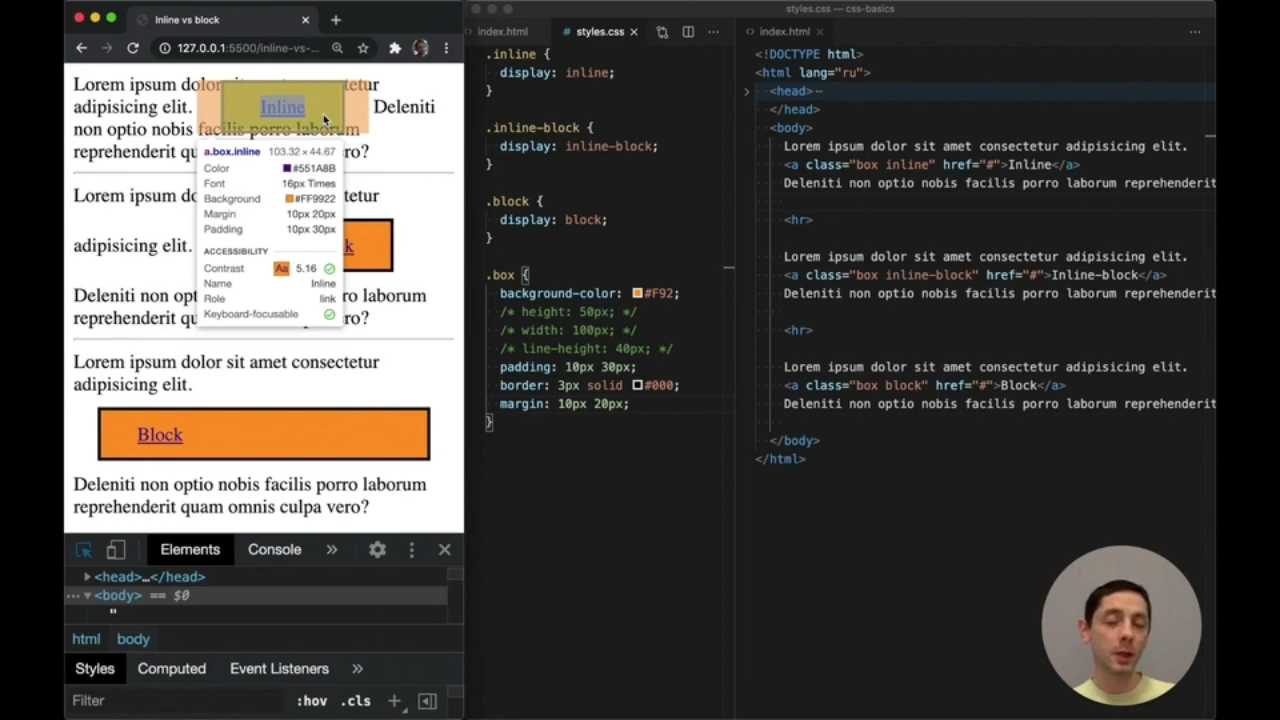 styles.css — css-basics
Inline vs block
127.0.0.1:5500/inline-vs-...
Lorem ipsum dolor sit amet consectetur
adipisicing elit. Inline Deleniti
non optio nobis facilis porro laborum
reprehenderit qu ero?
a.box.inline 103.32 × 44.67
Color #551A8B
Font 16px Times
Background #FF9922
Margin 10px 20px
Padding 10px 30px
ACCESSIBILITY
Contrast Aa 5.16
Name Inline
Role link
Keyboard-focusable
Lorem ipsum do tetur
adipisicing elit. k
Deleniti non opt o laborum
reprehenderit qu ero?
Lorem ipsum dolor sit amet consectetur
adipisicing elit.
Block
Deleniti non optio nobis facilis porro laborum
reprehenderit quam omnis culpa vero?
Elements Console »
<head>…</head>
<body> == $0
"
html body
Styles Computed Event Listeners »
Filter :hov .cls +
index.html # styles.css
.inline {
display: inline;
}
.inline-block {
display: inline-block;
}
.block {
display: block;
}
.box {
background-color: #F92;
/* height: 50px; */
/* width: 100px; */
/* line-height: 40px; */
padding: 10px 30px;
border: 3px solid #000;
margin: 10px 20px;
}
index.html
<!DOCTYPE html>
<html lang="ru">
<head>
</head>
<body>
Lorem ipsum dolor sit amet consectetur adipisicing elit.
<a class="box inline" href="#">Inline</a>
Deleniti non optio nobis facilis porro laborum reprehenderit
<hr>
Lorem ipsum dolor sit amet consectetur adipisicing elit.
<a class="box inline-block" href="#">Inline-block</a>
Deleniti non optio nobis facilis porro laborum reprehenderit
<hr>
Lorem ipsum dolor sit amet consectetur adipisicing elit.
<a class="box block" href="#">Block</a>
Deleniti non optio nobis facilis porro laborum reprehenderit
</body>
</html>